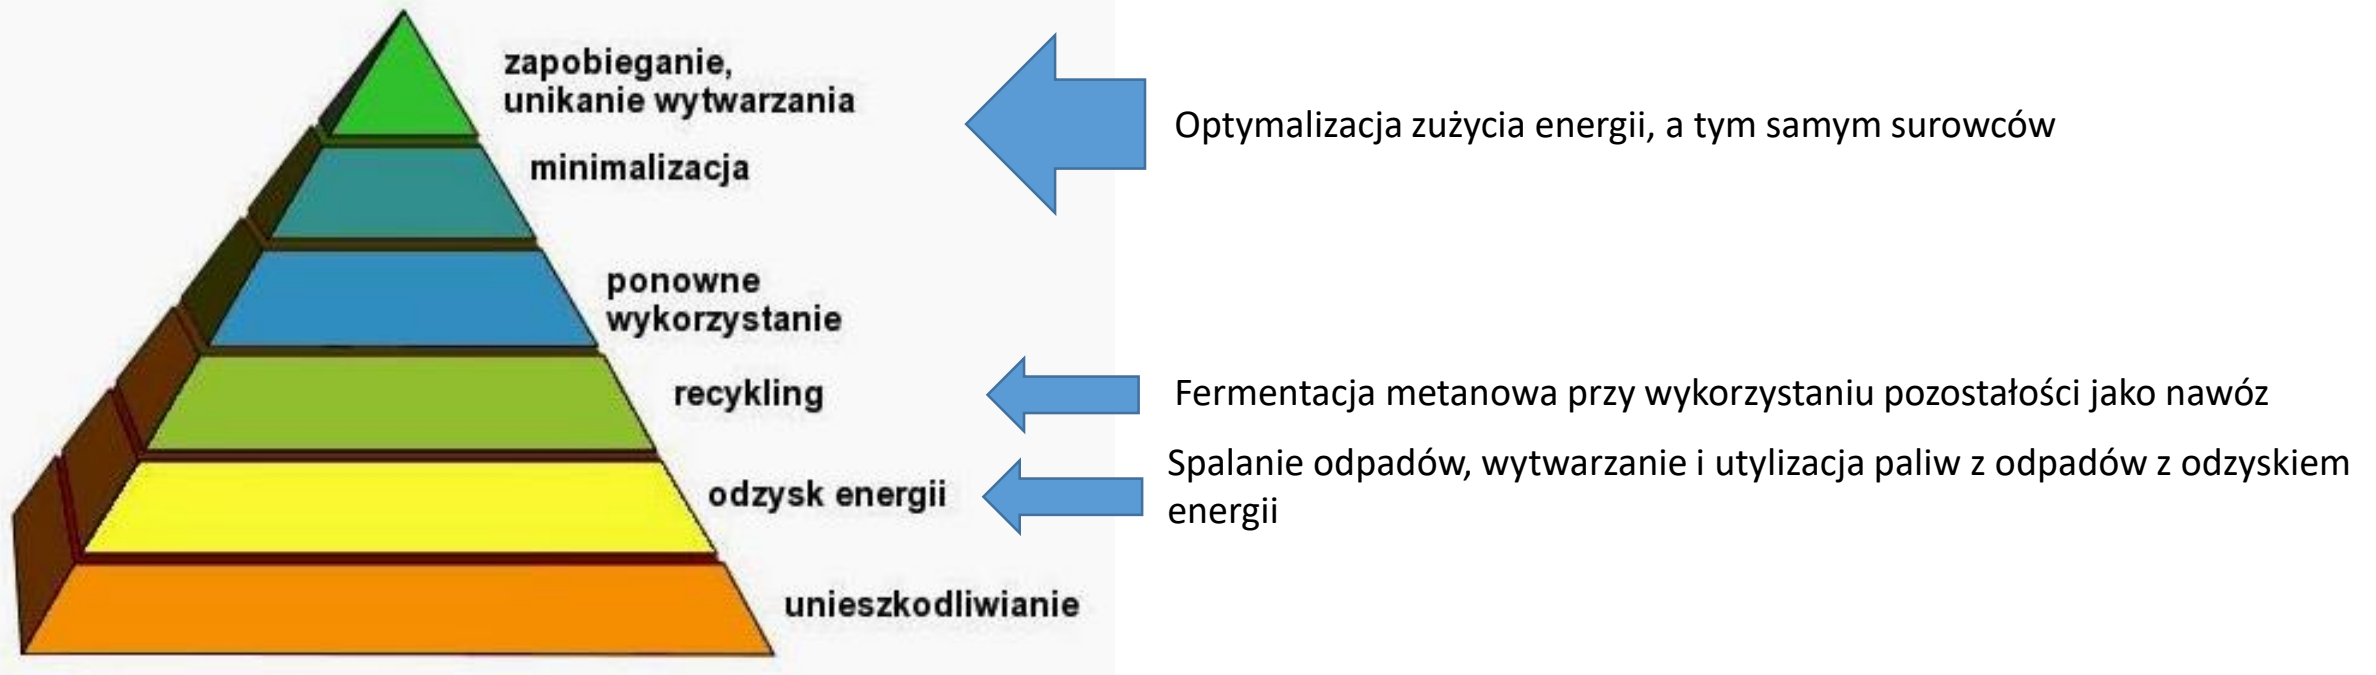 zapobieganie,
unikanie wytwarzania
Optymalizacja zużycia energii, a tym samym surowców
minimalizacja
ponowne
wykorzystanie
recykling
Fermentacja metanowa przy wykorzystaniu pozostałości jako nawóz
odzysk energii
Spalanie odpadów, wytwarzanie i utylizacja paliw z odpadów z odzyskiem
energii
unieszkodliwianie